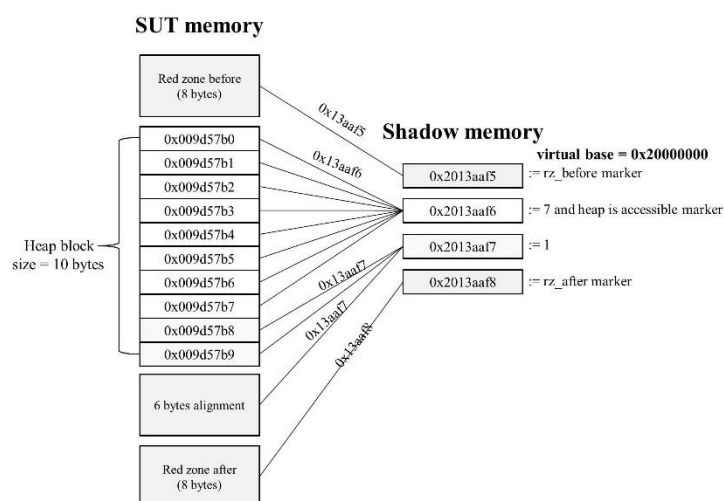 SUT memory
Red zone before
(8 bytes)
0x13aaf5
Shadow memory
virtual base = 0x20000000
0x009d57b0
0x009d57b1
0x009d57b2
0x009d57b3
0x009d57b4
0x009d57b5
0x009d57b6
0x009d57b7
0x009d57b8
0x009d57b9
Heap block
size = 10 bytes
0x13aaf6
0x13aaf7
0x13aaf7
0x13aaf8
0x2013aaf5 := rz_before marker
0x2013aaf6 := 7 and heap is accessible marker
0x2013aaf7 := 1
0x2013aaf8 := rz_after marker
6 bytes alignment
Red zone after
(8 bytes)